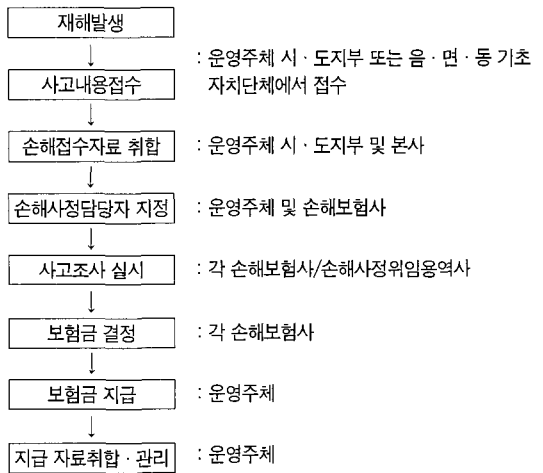 재해발생
↓
사고내용접수
: 운영주체 시 · 도지부 또는 음 · 면 · 동 기초
자치단체에서 접수
↓
손해접수자료 취합 : 운영주체 시 · 도지부 및 본사
↓
손해사정담당자 지정 : 운영주체 및 손해보험사
↓
사고조사 실시 : 각 손해보험사/손해사정위임용역사
↓
보험금 결정 : 각 손해보험사
↓
보험금 지급 : 운영주체
↓
지급 자료취합 · 관리 : 운영주체